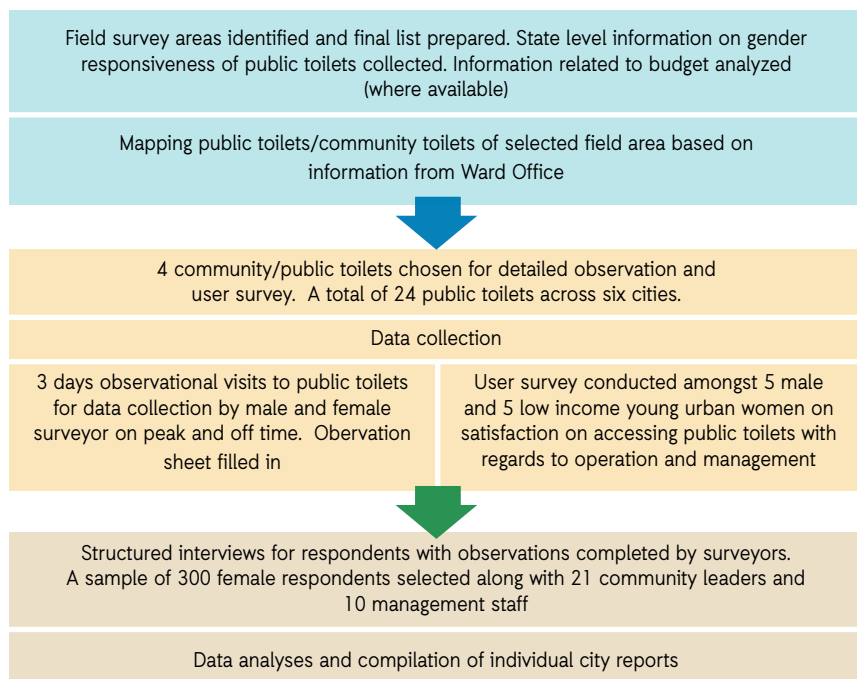 Field survey areas identified and final list prepared. State level information on gender
responsiveness of public toilets collected. Information related to budget analyzed
(where available)
Mapping public toilets/community toilets of selected field area based on
information from Ward Office
4 community/public toilets chosen for detailed observation and
user survey. A total of 24 public toilets across six cities.
Data collection
3 days observational visits to public toilets
for data collection by male and female
surveyor on peak and off time. Obervation
sheet filled in
User survey conducted amongst 5 male
and 5 low income young urban women on
satisfaction on accessing public toilets with
regards to operation and management
Structured interviews for respondents with observations completed by surveyors.
A sample of 300 female respondents selected along with 21 community leaders and
10 management staff
Data analyses and compilation of individual city reports